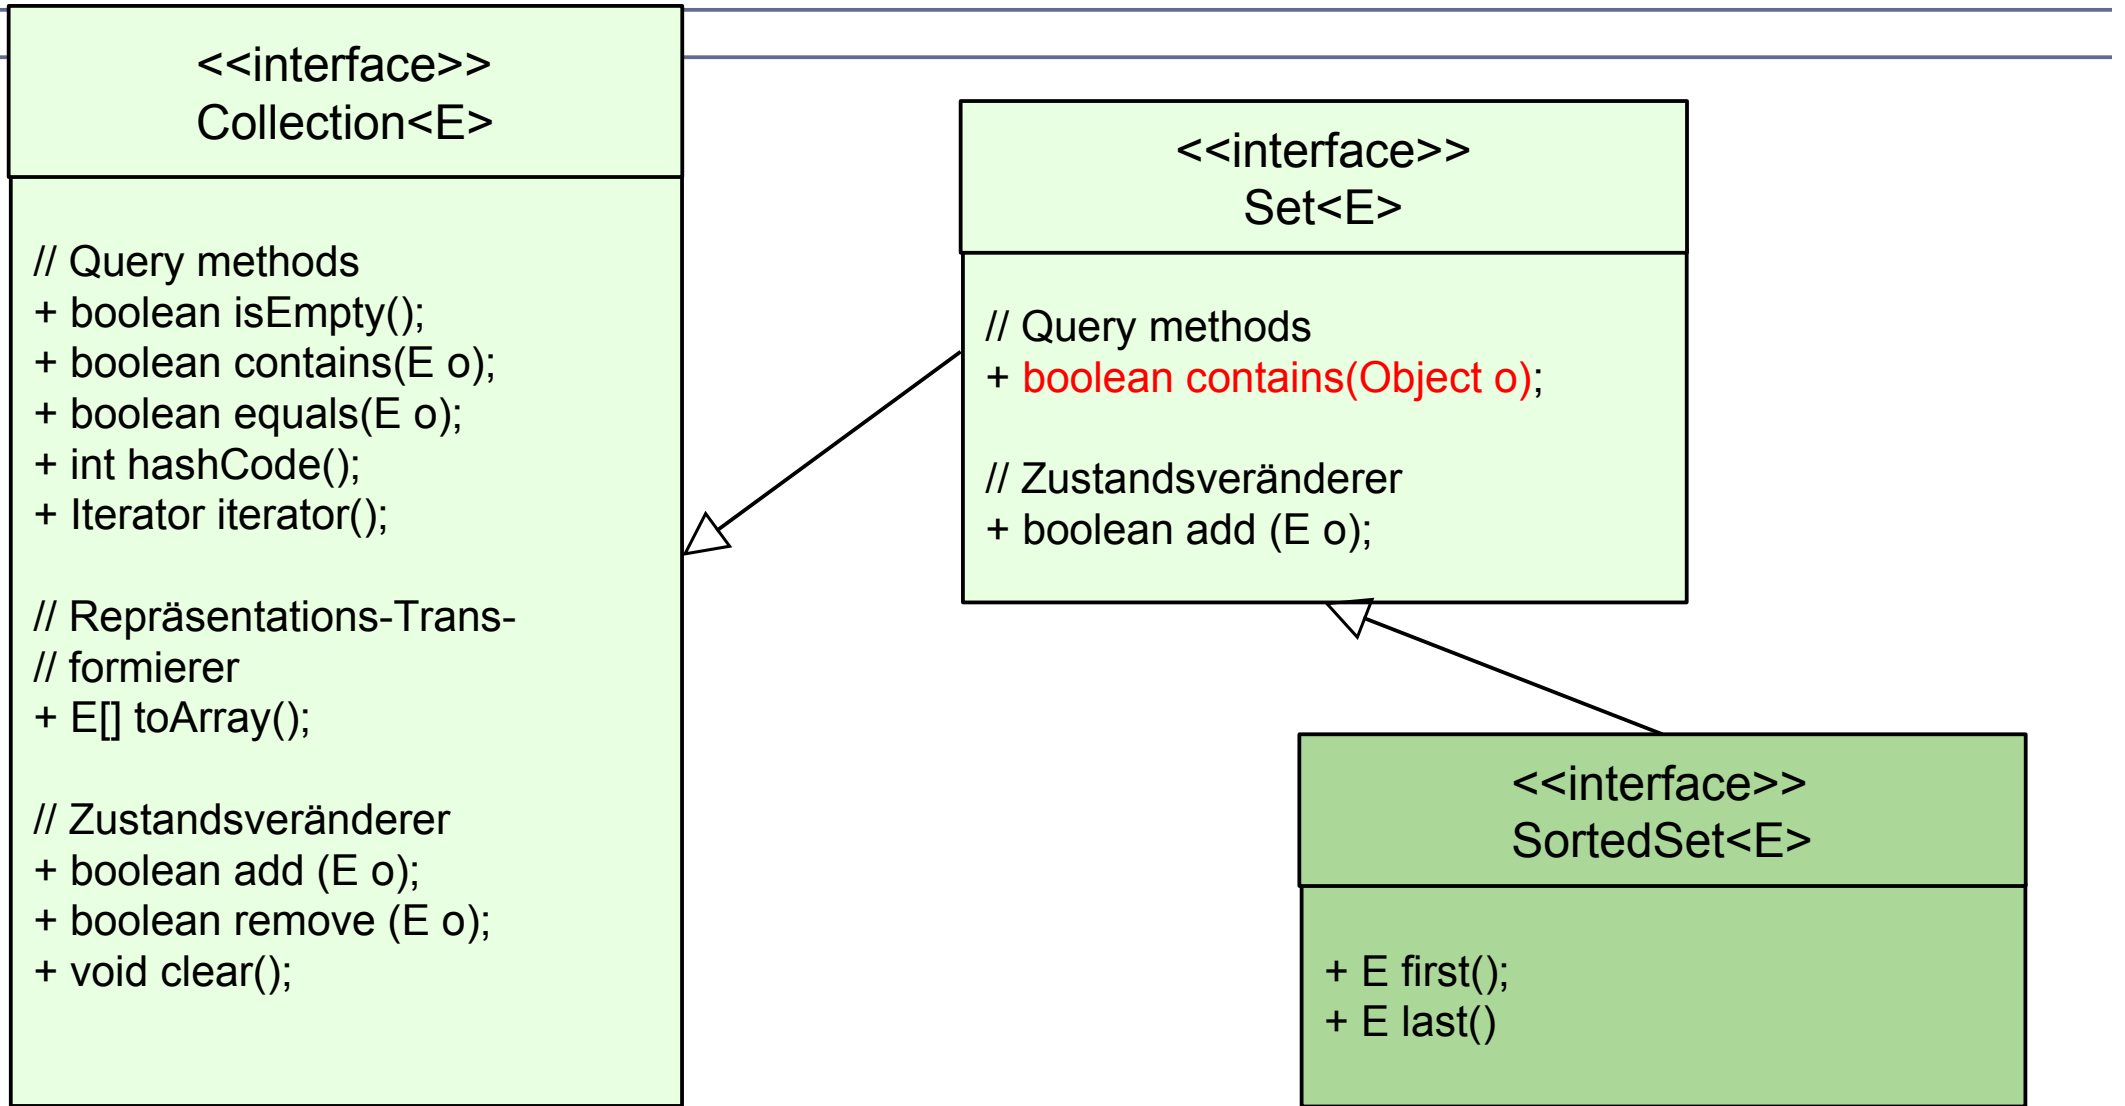 <<interface>>
Collection<E>
// Query methods
+ boolean isEmpty();
+ boolean contains(E o);
+ boolean equals(E o);
+ int hashCode();
+ Iterator iterator();
// Repräsentations-Trans-
// formierer
+ E[] toArray();
// Zustandsveränderer
+ boolean add (E o);
+ boolean remove (E o);
+ void clear();
<<interface>>
Set<E>
// Query methods
+ boolean contains(Object o);
// Zustandsveränderer
+ boolean add (E o);
<<interface>>
SortedSet<E>
+ E first();
+ E last()